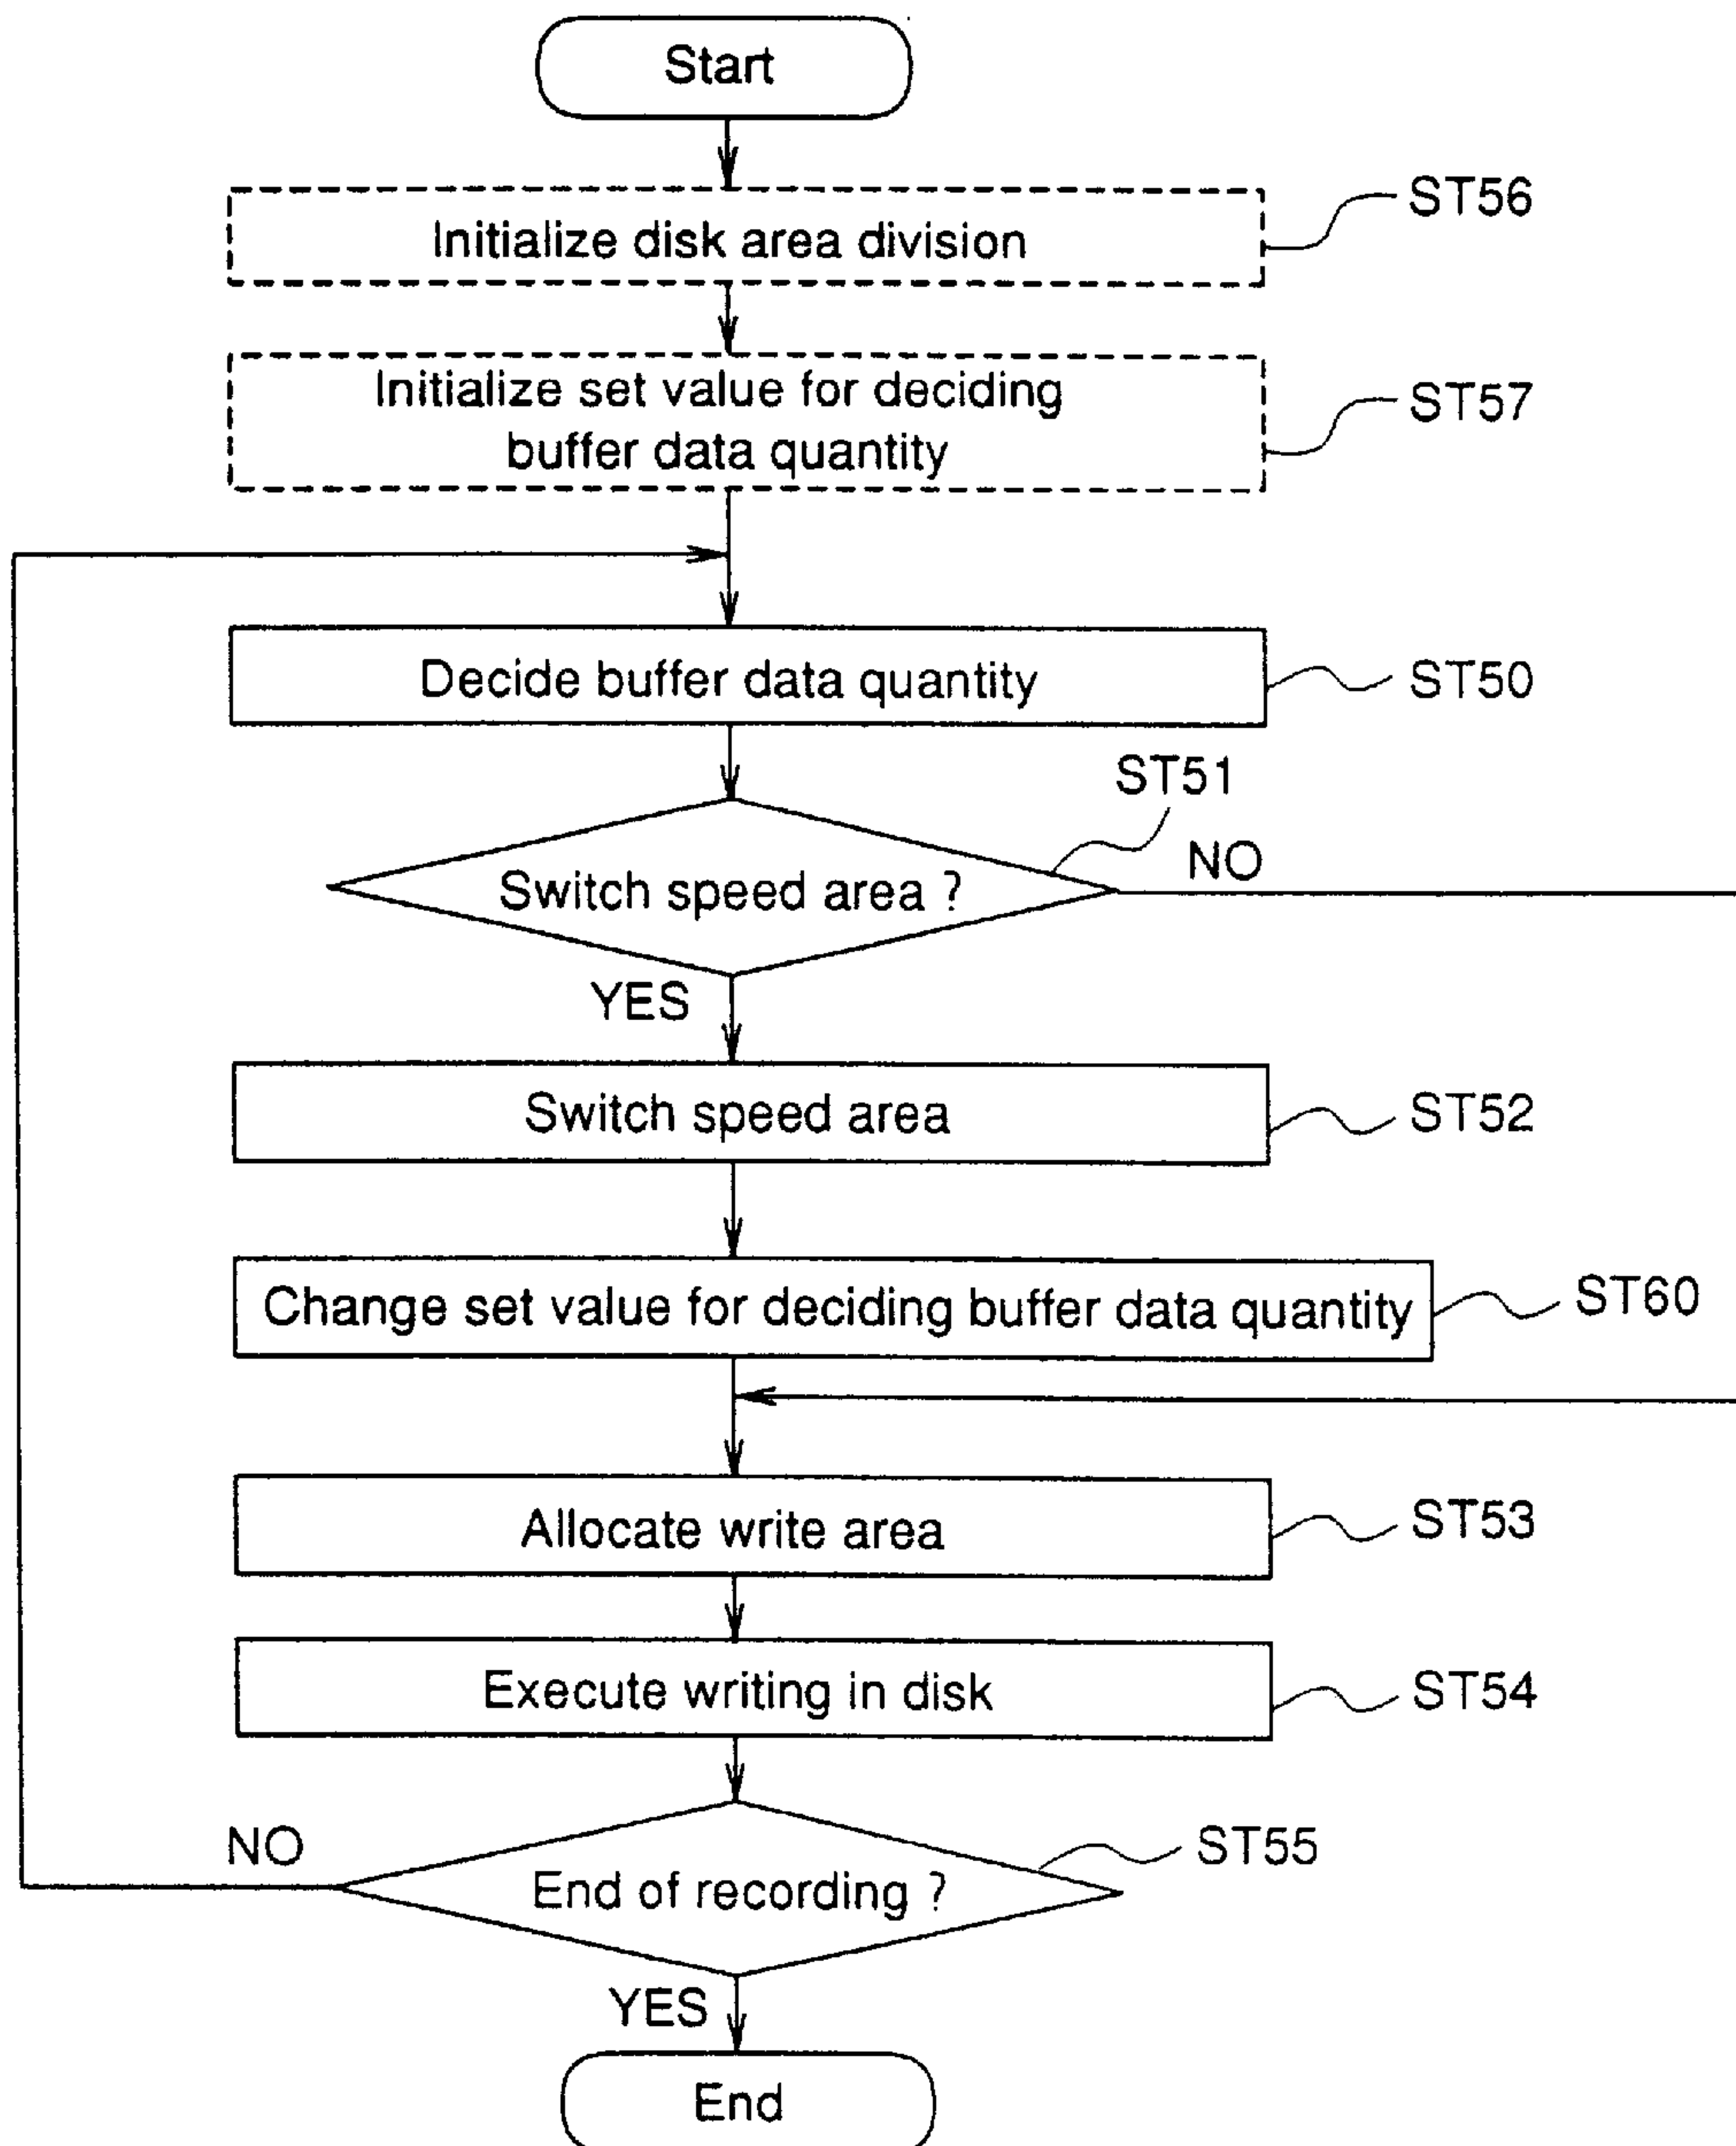 Start
Initialize disk area division
ST56
Initialize set value for deciding
buffer data quantity
ST57
Decide buffer data quantity
ST50
ST51
Switch speed area ?
NO
YES
Switch speed area
ST52
Change set value for deciding buffer data quantity
ST60
Allocate write area
ST53
Execute writing in disk
ST54
NO
End of recording ?
ST55
YES
End